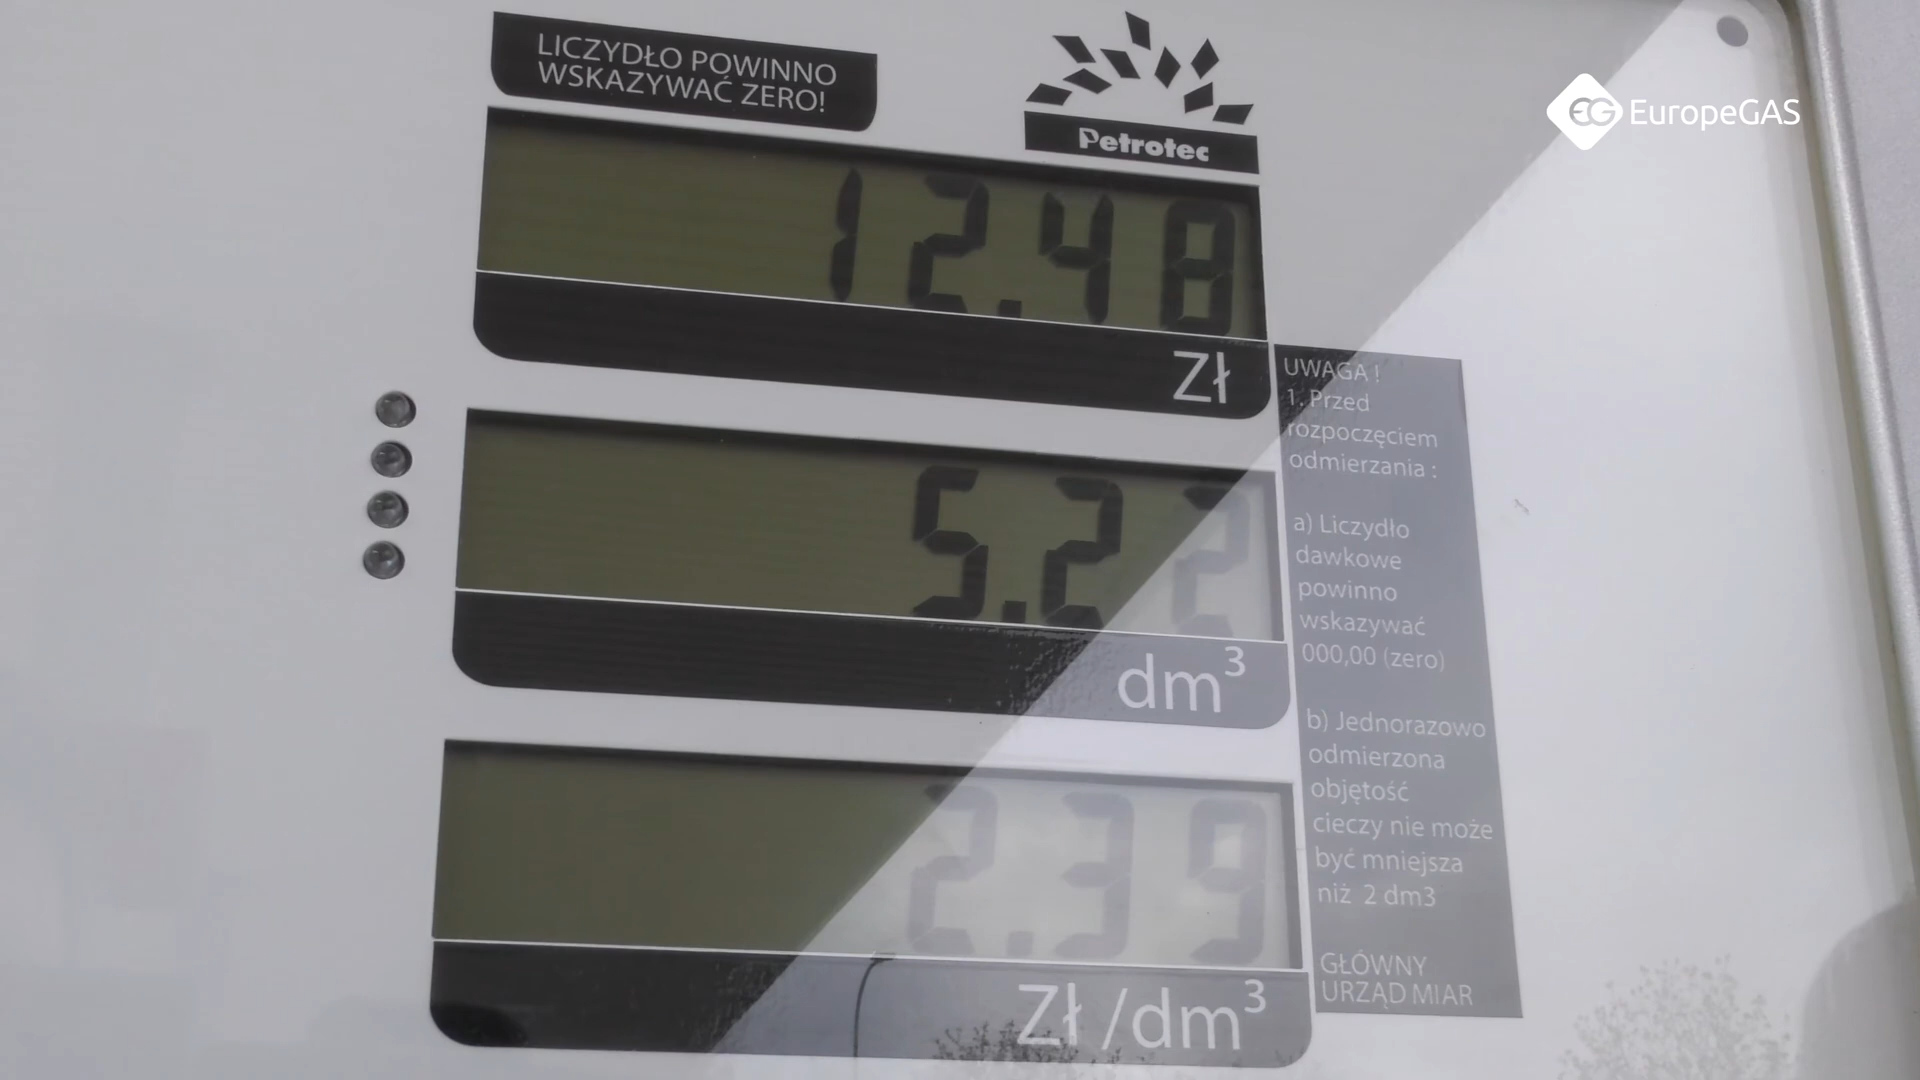 LICZYDŁO POWINNO
WSKAZYWAĆ ZERO!
Petrotec
EG EuropeGAS
12.48
Zł
5.22
dm³
2.39
Zł /dm³
UWAGA !
1. Przed
rozpoczęciem
odmierzania :
a) Liczydło
dawkowe
powinno
wskazywać
000,00 (zero)
b) Jednorazowo
odmierzona
objętość
cieczy nie może
być mniejsza
niż 2 dm3
GŁÓWNY
URZĄD MIAR